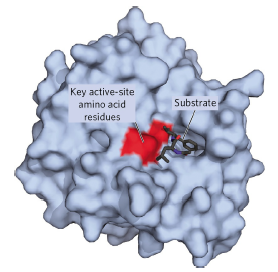 Key active-site
amino acid
residues
Substrate